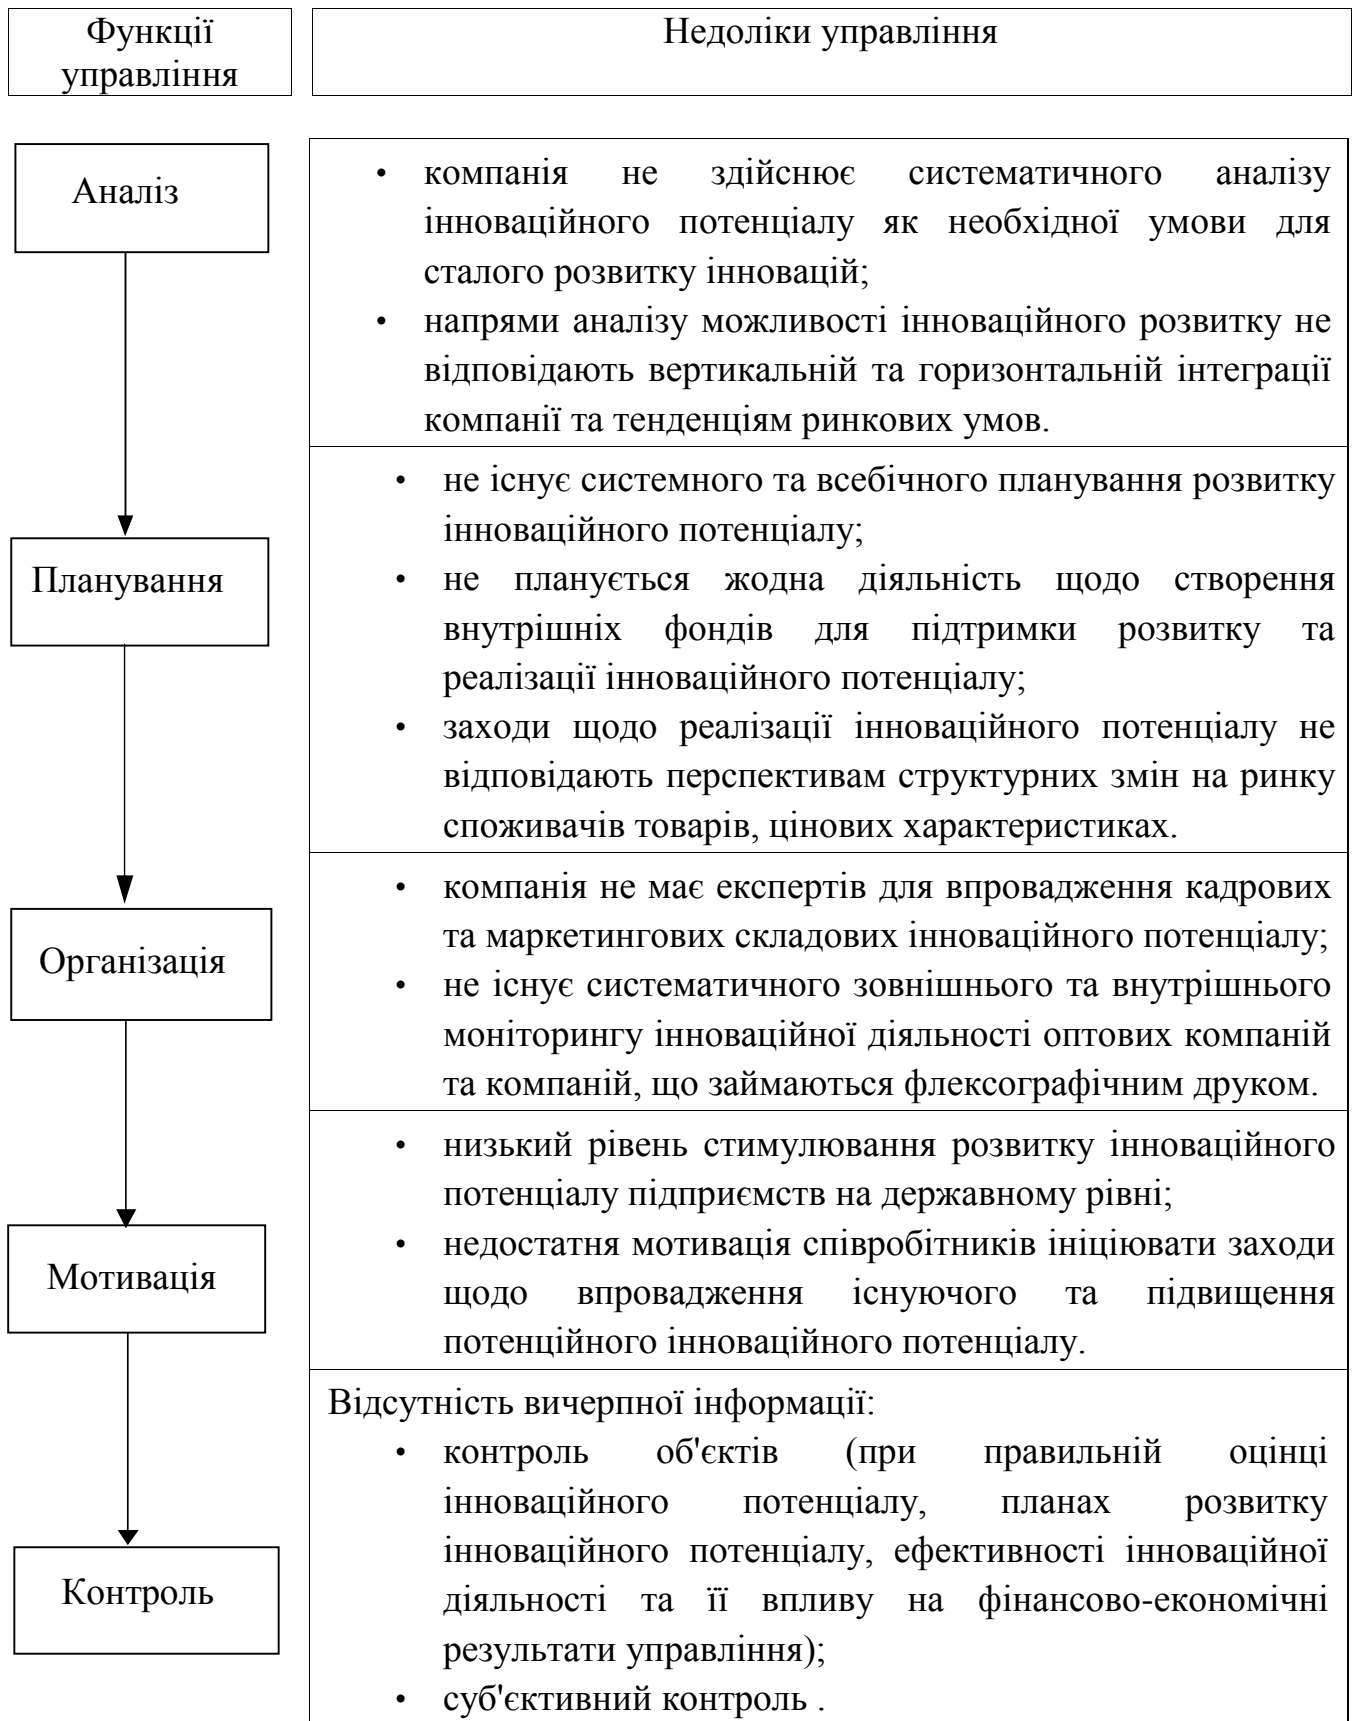 Функції
управління
Недоліки управління
Аналіз
• компанія не здійснює систематичного аналізу
інноваційного потенціалу як необхідної умови для
сталого розвитку інновацій;
• напрями аналізу можливості інноваційного розвитку не
відповідають вертикальній та горизонтальній інтеграції
компанії та тенденціям ринкових умов.
Планування
• не існує системного та всебічного планування розвитку
інноваційного потенціалу;
• не планується жодна діяльність щодо створення
внутрішніх фондів для підтримки розвитку та
реалізації інноваційного потенціалу;
• заходи щодо реалізації інноваційного потенціалу не
відповідають перспективам структурних змін на ринку
споживачів товарів, цінових характеристиках.
Організація
• компанія не має експертів для впровадження кадрових
та маркетингових складових інноваційного потенціалу;
• не існує систематичного зовнішнього та внутрішнього
моніторингу інноваційної діяльності оптових компаній
та компаній, що займаються флексографічним друком.
Мотивація
• низький рівень стимулювання розвитку інноваційного
потенціалу підприємств на державному рівні;
• недостатня мотивація співробітників ініціювати заходи
щодо впровадження існуючого та підвищення
потенційного інноваційного потенціалу.
Контроль
Відсутність вичерпної інформації:
• контроль об'єктів (при правильній оцінці
інноваційного потенціалу, планах розвитку
інноваційного потенціалу, ефективності інноваційної
діяльності та її впливу на фінансово-економічні
результати управління);
• суб'єктивний контроль .